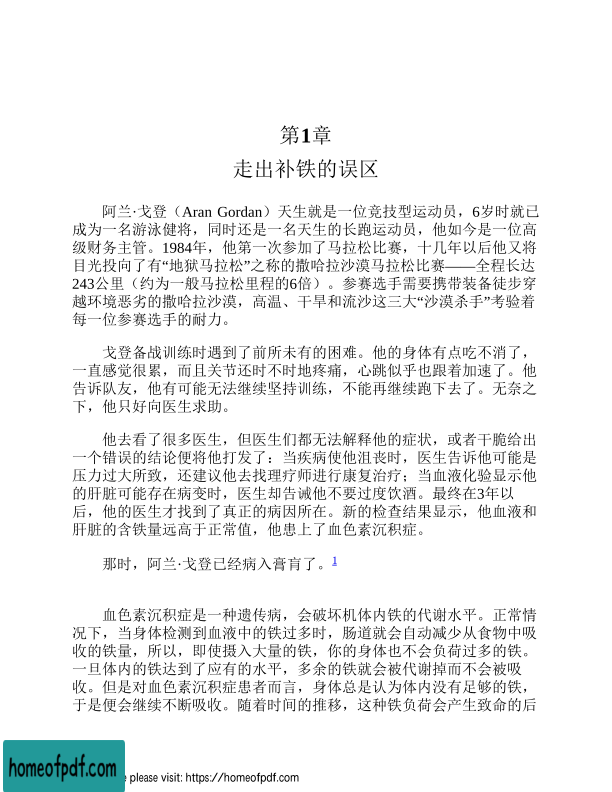 第1章
走出补铁的误区
阿兰·戈登（Aran Gordan）天生就是一位竞技型运动员，6岁时就已
成为一名游泳健将，同时还是一名天生的长跑运动员，他如今是一位高
级财务主管。1984年，他第一次参加了马拉松比赛，十几年以后他又将
目光投向了有“地狱马拉松”之称的撒哈拉沙漠马拉松比赛——全程长达
243公里（约为一般马拉松里程的6倍）。参赛选手需要携带装备徒步穿
越环境恶劣的撒哈拉沙漠，高温、干旱和流沙这三大“沙漠杀手”考验着
每一位参赛选手的耐力。
戈登备战训练时遇到了前所未有的困难。他的身体有点吃不消了，
一直感觉很累，而且关节还时不时地疼痛，心跳似乎也跟着加速了。他
告诉队友，他有可能无法继续坚持训练，不能再继续跑下去了。无奈之
下，他只好向医生求助。
他去看了很多医生，但医生们都无法解释他的症状，或者干脆给出
一个错误的结论便将他打发了：当疾病使他沮丧时，医生告诉他可能是
压力过大所致，还建议他去找理疗师进行康复治疗；当血液化验显示他
的肝脏可能存在病变时，医生却告诫他不要过度饮酒。最终在3年以
后，他的医生才找到了真正的病因所在。新的检查结果显示，他血液和
肝脏的含铁量远高于正常值，他患上了血色素沉积症。
那时，阿兰·戈登已经病入膏肓了。1
血色素沉积症是一种遗传病，会破坏机体内铁的代谢水平。正常情
况下，当身体检测到血液中的铁过多时，肠道就会自动减少从食物中吸
收的铁量，所以，即使摄入大量的铁，你的身体也不会负荷过多的铁。
一旦体内的铁达到了应有的水平，多余的铁就会被代谢掉而不会被吸
收。但是对血色素沉积症患者而言，身体总是认为体内没有足够的铁，
于是便会继续不断吸收。随着时间的推移，这种铁负荷会产生致命的后
homeofpdf.com
please visit: https://homeofpdf.com